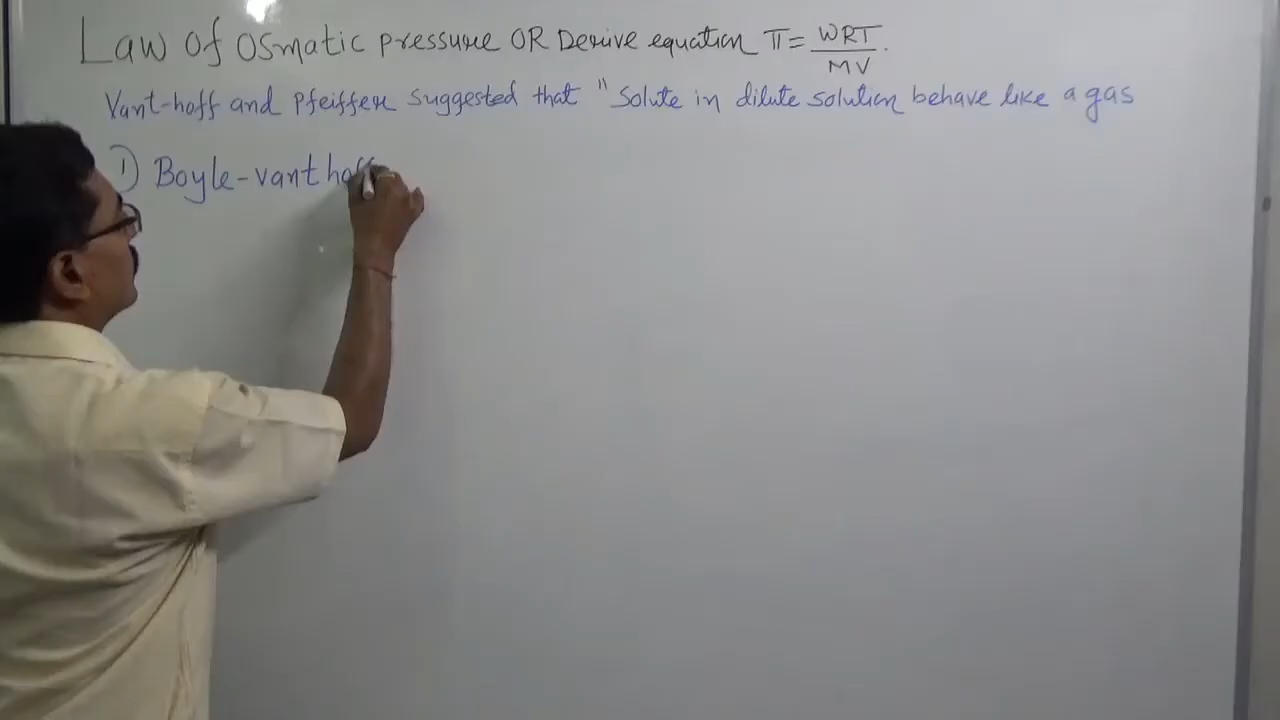 Law of Osmatic pressure OR Derive equation π = WRT / MV.
Vant-hoff and Pfeiffer suggested that "Solute in dilute solution behave like a gas
1) Boyle-vant hoff